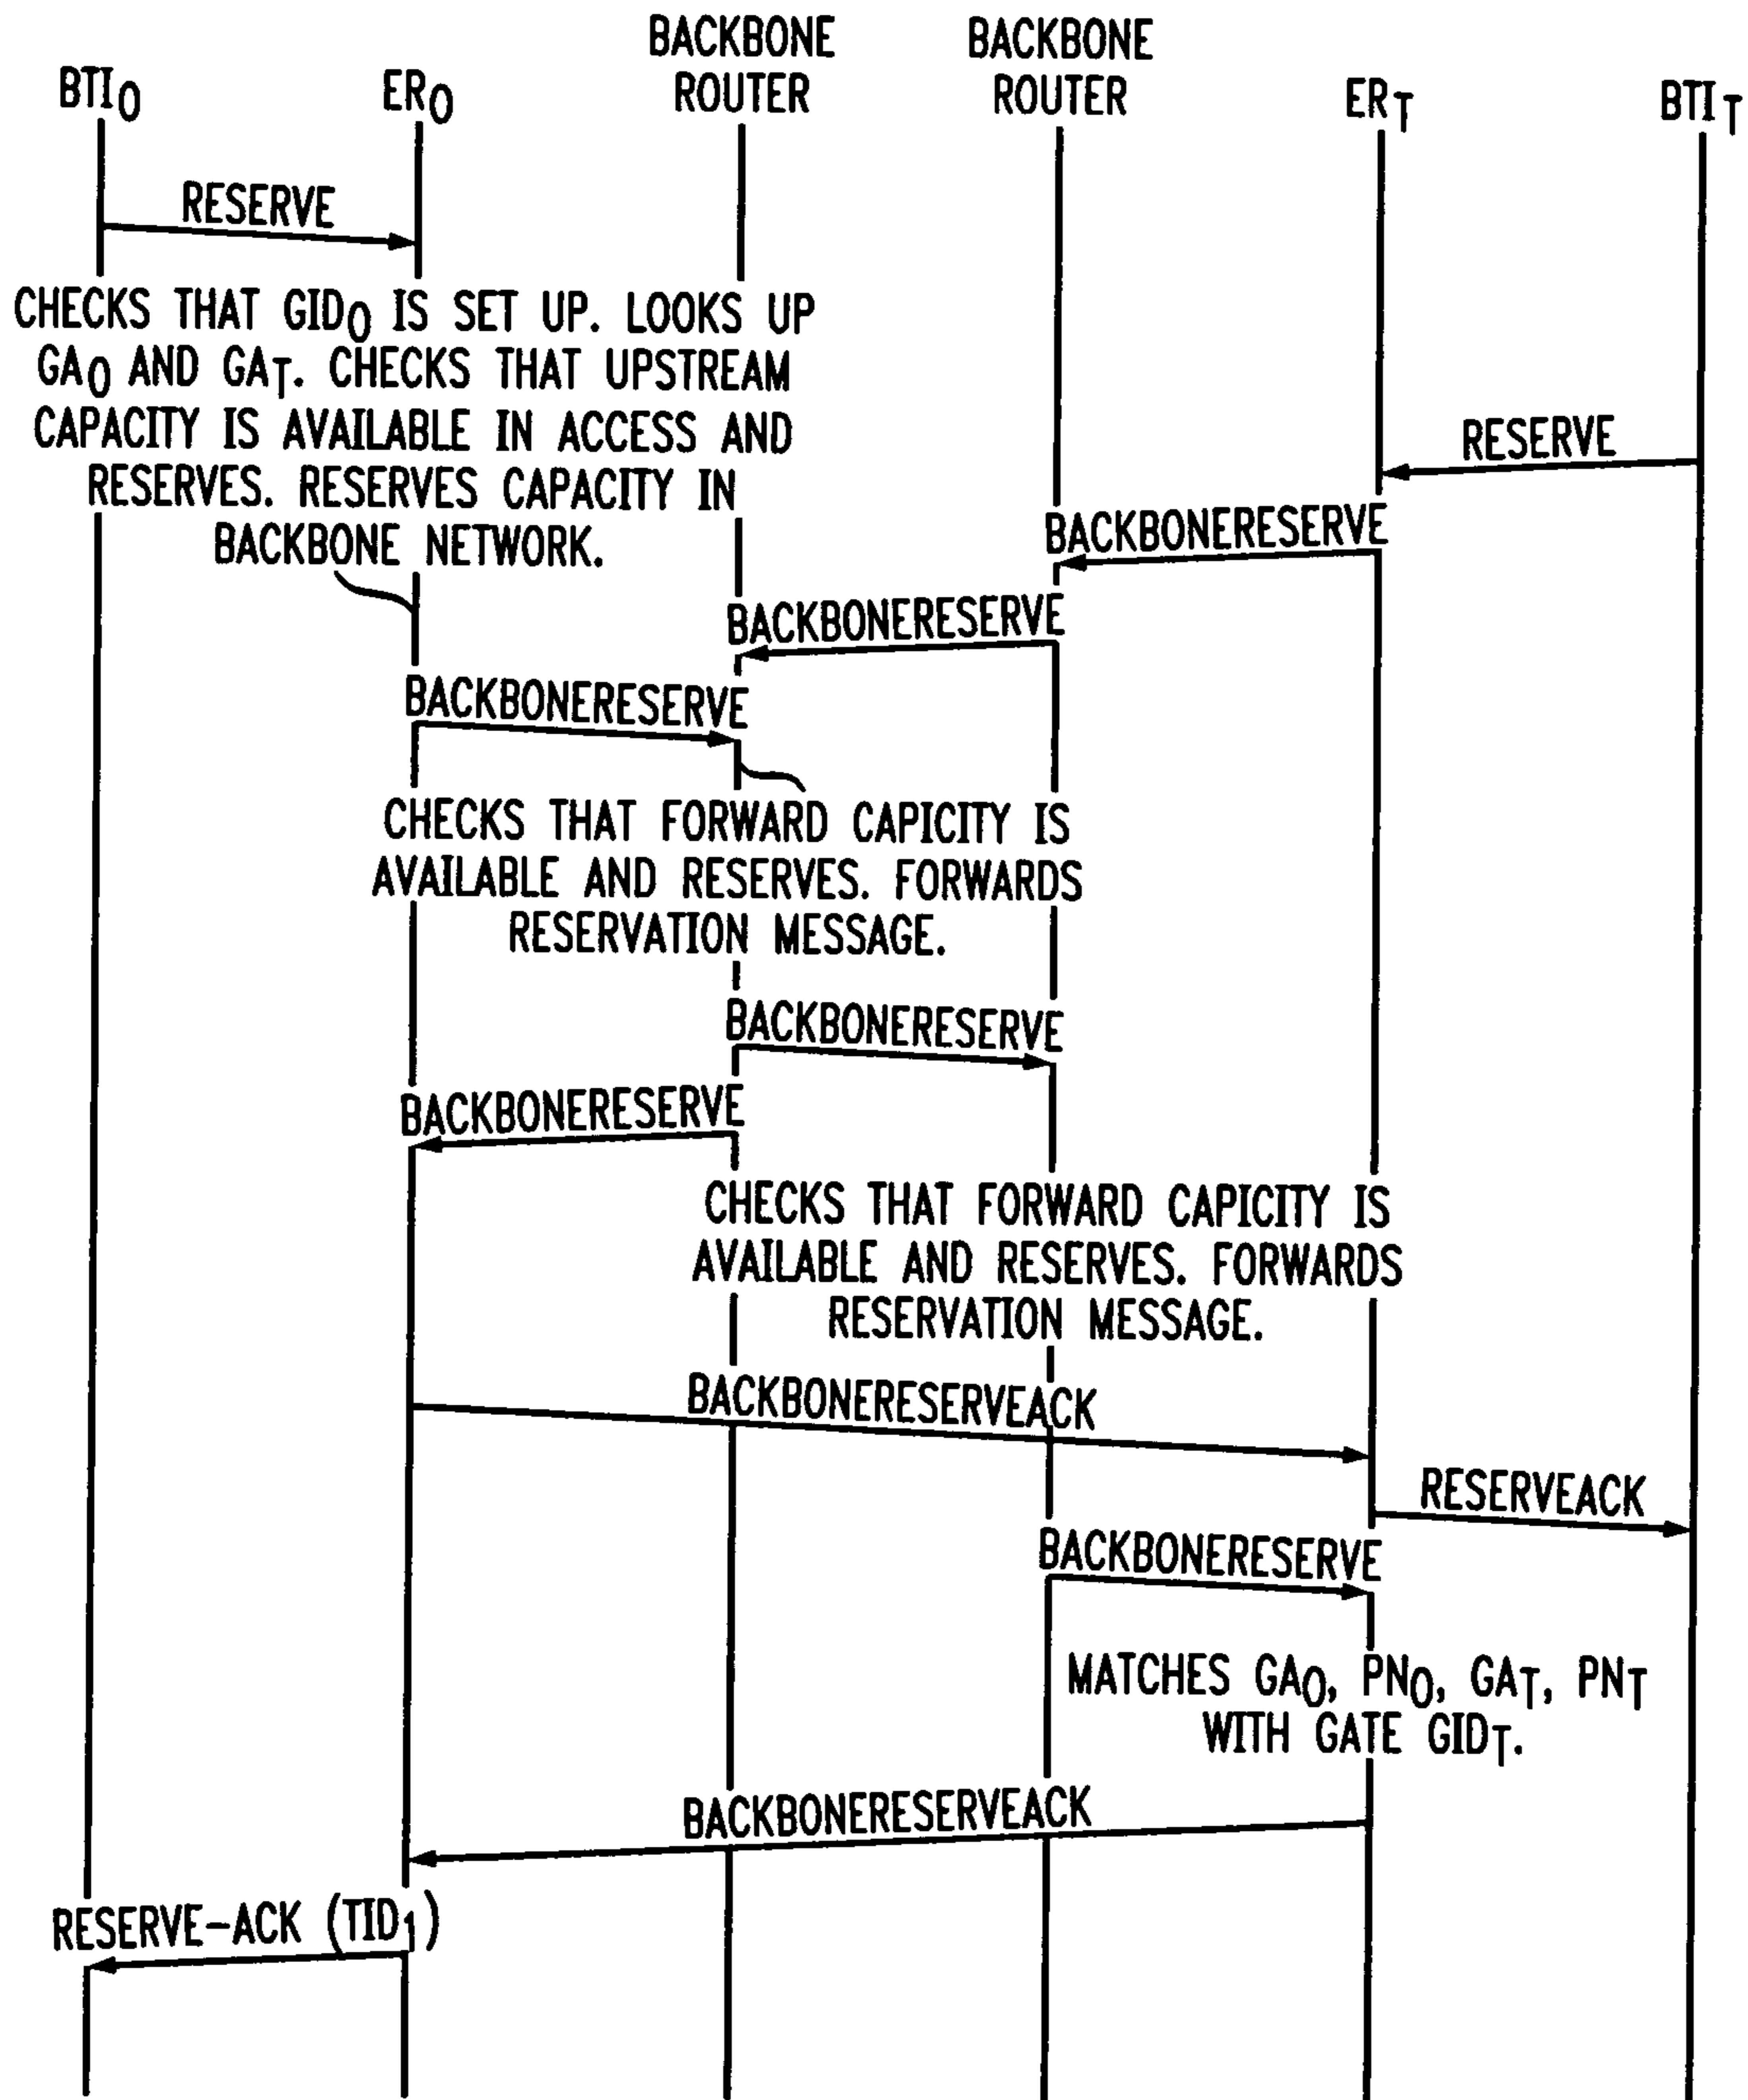 BACKBONE ROUTER
BACKBONE ROUTER
BTIO
ERO
ERT
BTIT
RESERVE
CHECKS THAT GIDO IS SET UP. LOOKS UP
GAO AND GAT. CHECKS THAT UPSTREAM
CAPACITY IS AVAILABLE IN ACCESS AND
RESERVES. RESERVES CAPACITY IN
BACKBONE NETWORK.
RESERVE
BACKBONERESERVE
BACKBONERESERVE
BACKBONERESERVE
CHECKS THAT FORWARD CAPICITY IS
AVAILABLE AND RESERVES. FORWARDS
RESERVATION MESSAGE.
BACKBONERESERVE
BACKBONERESERVE
CHECKS THAT FORWARD CAPICITY IS
AVAILABLE AND RESERVES. FORWARDS
RESERVATION MESSAGE.
BACKBONERESERVEACK
RESERVEACK
BACKBONERESERVE
MATCHES GAO, PNO, GAT, PNT
WITH GATE GIDT.
BACKBONERESERVEACK
RESERVE-ACK (TID1)